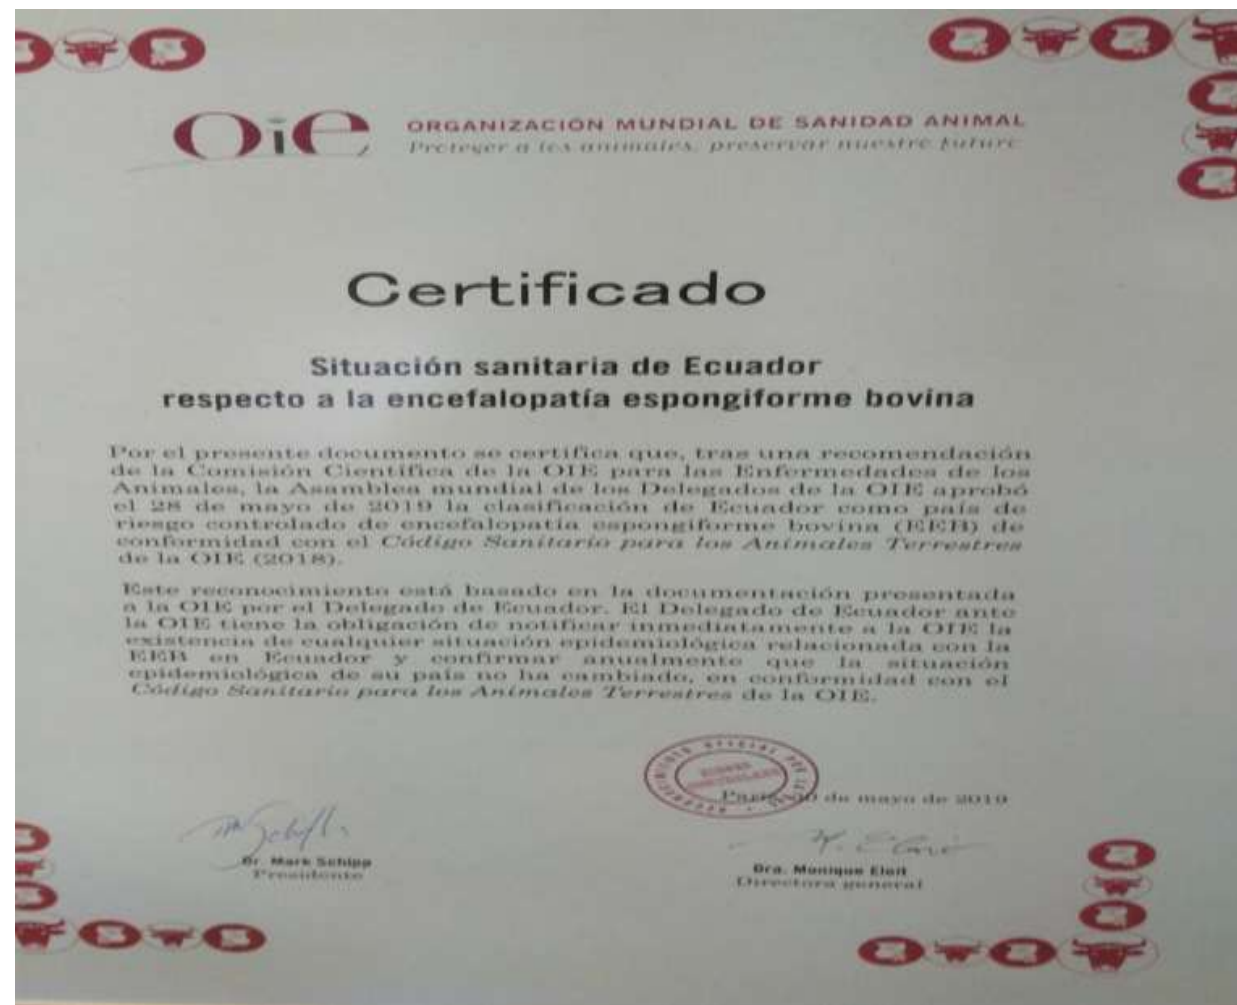 OiE
ORGANIZACIÓN MUNDIAL DE SANIDAD ANIMAL
Proteger a los animales, preservar nuestro futuro
Certificado
Situación sanitaria de Ecuador
respecto a la encefalopatía espongiforme bovina
Por el presente documento se certifica que, tras una recomendación
de la Comisión Científica de la OIE para las Enfermedades de los
Animales, la Asamblea mundial de los Delegados de la OIE aprobó
el 28 de mayo de 2019 la clasificación de Ecuador como país de
riesgo controlado de encefalopatía espongiforme bovina (EEB) de
conformidad con el Código Sanitario para los Animales Terrestres
de la OIE (2018).
Este reconocimiento está basado en la documentación presentada
a la OIE por el Delegado de Ecuador. El Delegado de Ecuador ante
la OIE tiene la obligación de notificar inmediatamente a la OIE la
existencia de cualquier situación epidemiológica relacionada con la
EEB en Ecuador y confirmar anualmente que la situación
epidemiológica de su país no ha cambiado, en conformidad con el
Código Sanitario para los Animales Terrestres de la OIE.
RECONOCIMIENTO OFICIAL POR LA
RIESGO
CONTROLADO
París, de mayo de 2019
Dr. Mark Schipp
Presidente
Dra. Monique Eloit
Directora general